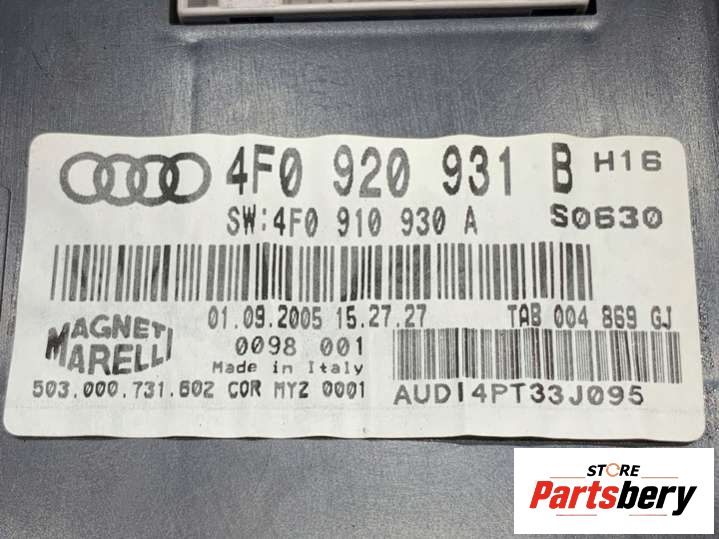 4F0 920 931 B H16
SW:4F0 910 930 A S0630
01.09.2005 15.27.27 TAB 004 869 GJ
MAGNETI
MARELLI
0098 001
Made in Italy
503.000.731.602 COR MYZ 0001
AUDI4PT33J095
STORE
Partsbery